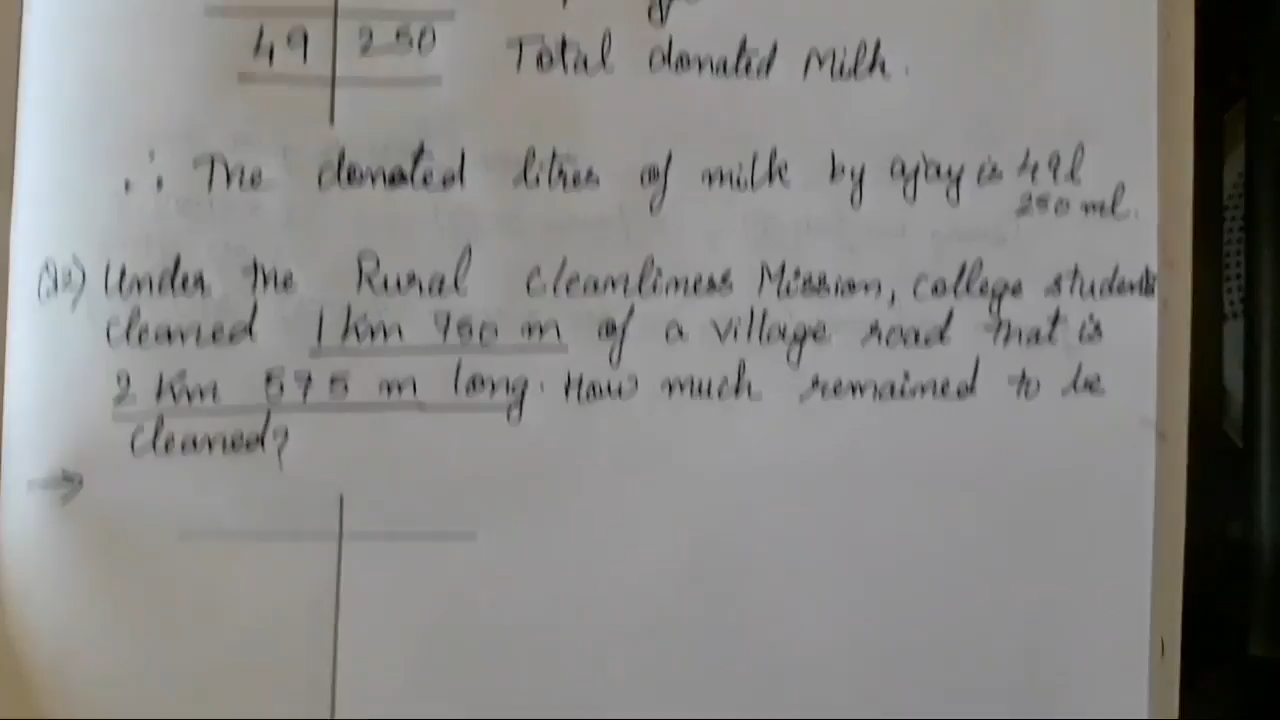 49 250 Total donated Milk.
∴ The donated litres of milk by ajay is 49l
250 ml.
Under the Rural Cleanliness Mission, college students
cleaned 1 km 750 m of a village road that is
2 km 575 m long. How much remained to be
cleaned?
→